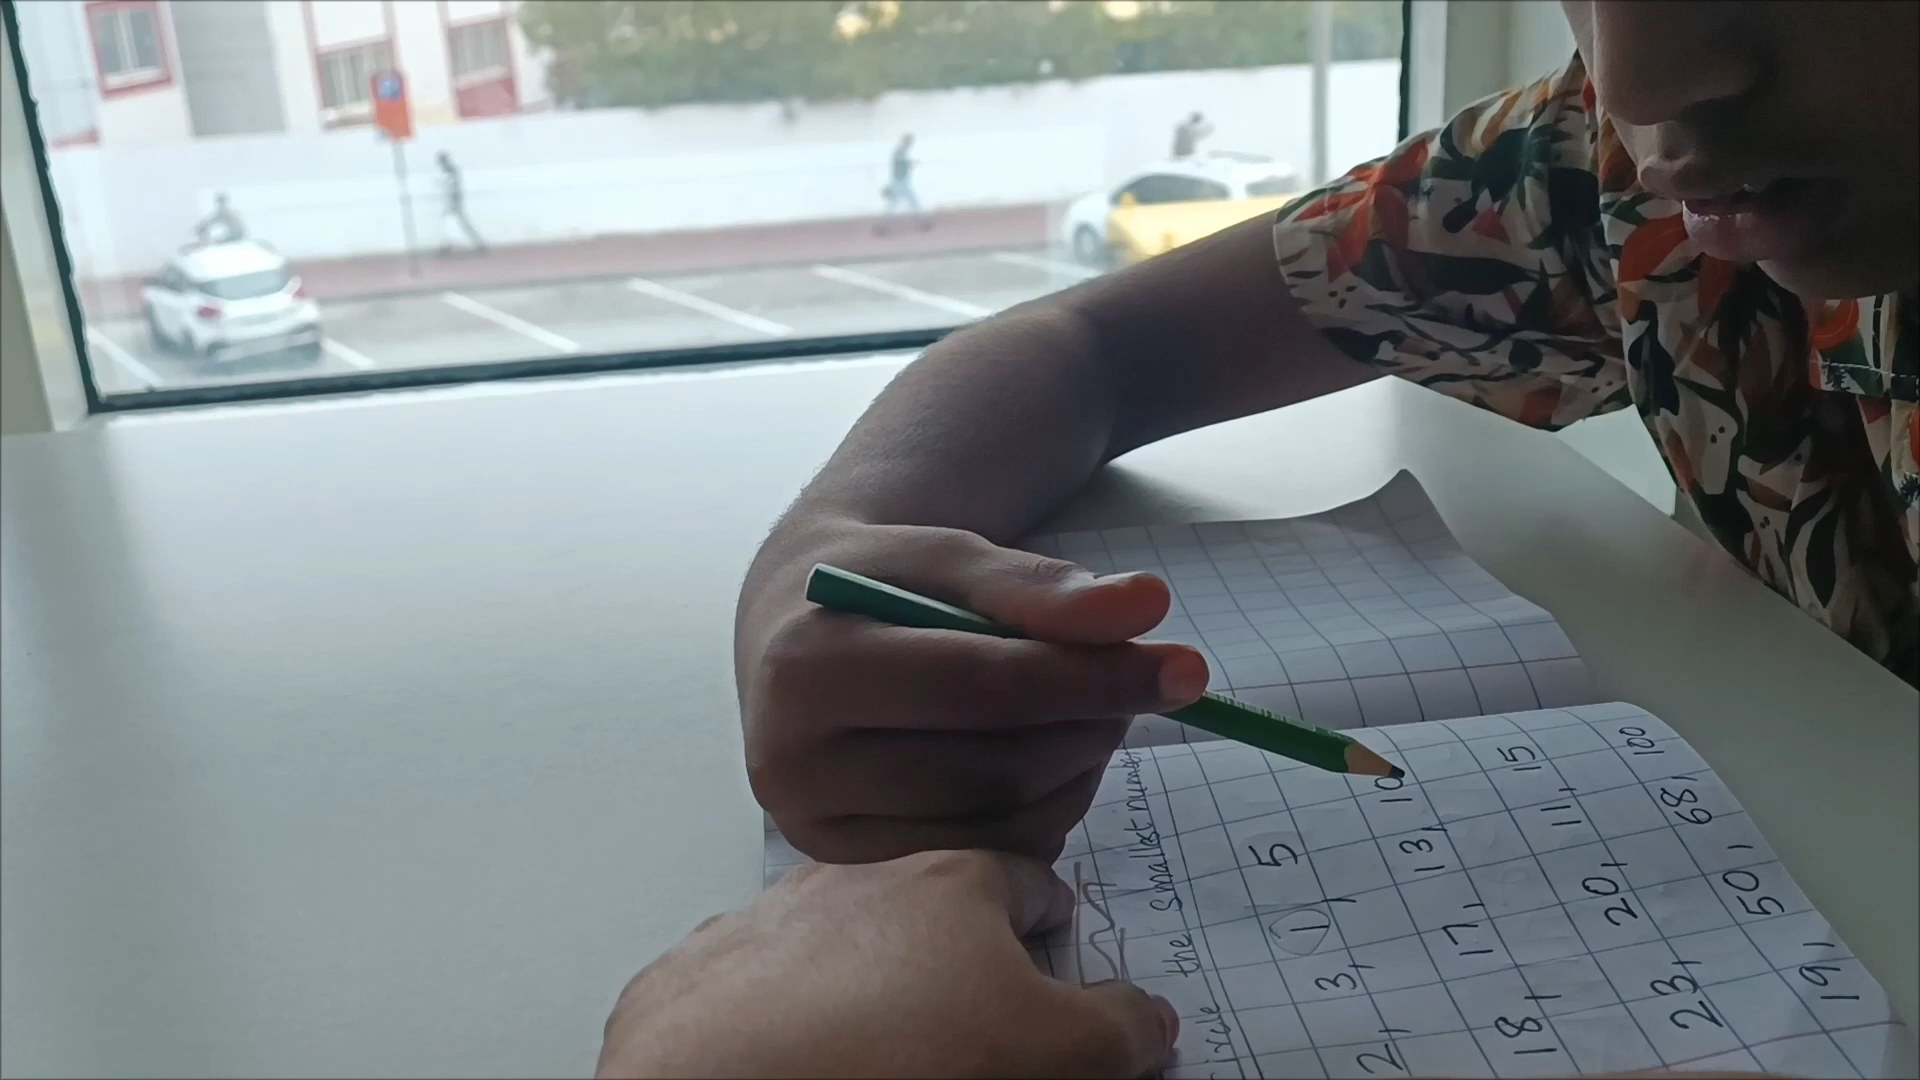 Circle the smallest number
2, 3, 1, 5
18, 17, 13, 10
23, 20, 11, 15
19, 50, 68, 100